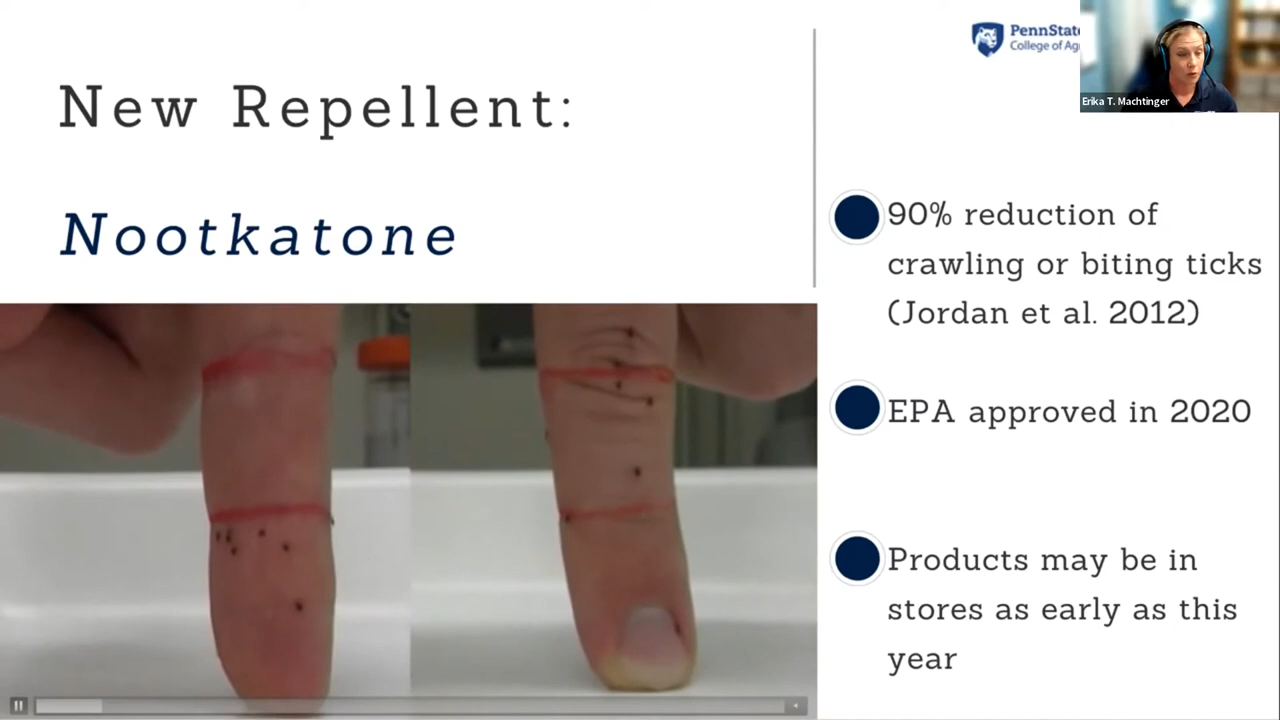 New Repellent:
Nootkatone
PennState
College of
Erika T. Machtinger
90% reduction of
crawling or biting ticks
(Jordan et al. 2012)
EPA approved in 2020
Products may be in
stores as early as this
year